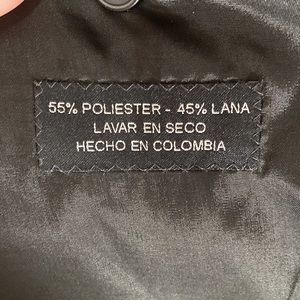 55% POLIESTER - 45% LANA
LAVAR EN SECO
HECHO EN COLOMBIA